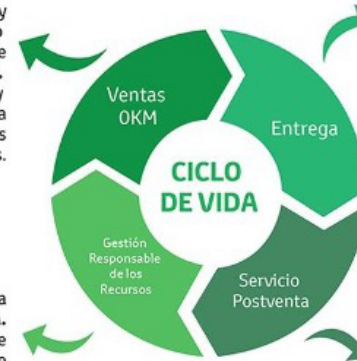 y
Ventas
0KM
Entrega
CICLO
DE VIDA
Gestión
Responsable
de los
Recursos
Servicio
Postventa